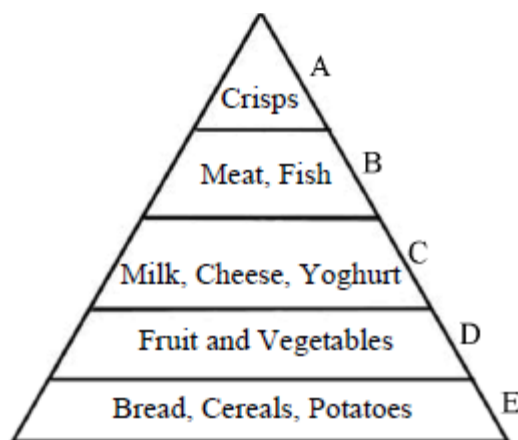 A
Crisps
B
Meat, Fish
C
Milk, Cheese, Yoghurt
D
Fruit and Vegetables
E
Bread, Cereals, Potatoes